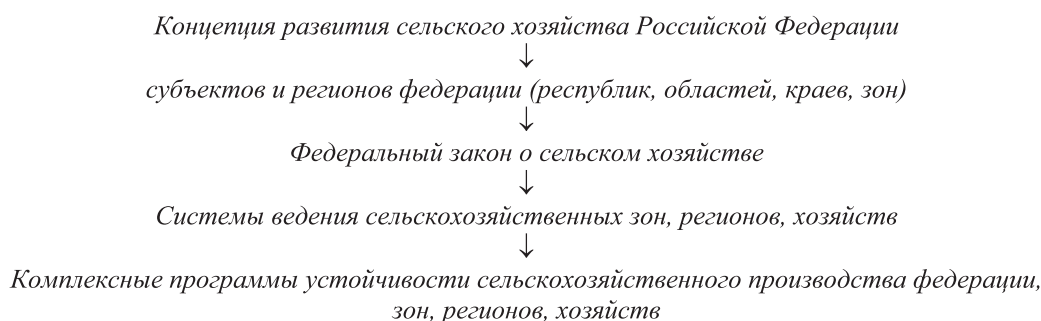 Концепция развития сельского хозяйства Российской Федерации
↓
субъектов и регионов федерации (республик, областей, краев, зон)
↓
Федеральный закон о сельском хозяйстве
↓
Системы ведения сельскохозяйственных зон, регионов, хозяйств
↓
Комплексные программы устойчивости сельскохозяйственного производства федерации,
зон, регионов, хозяйств